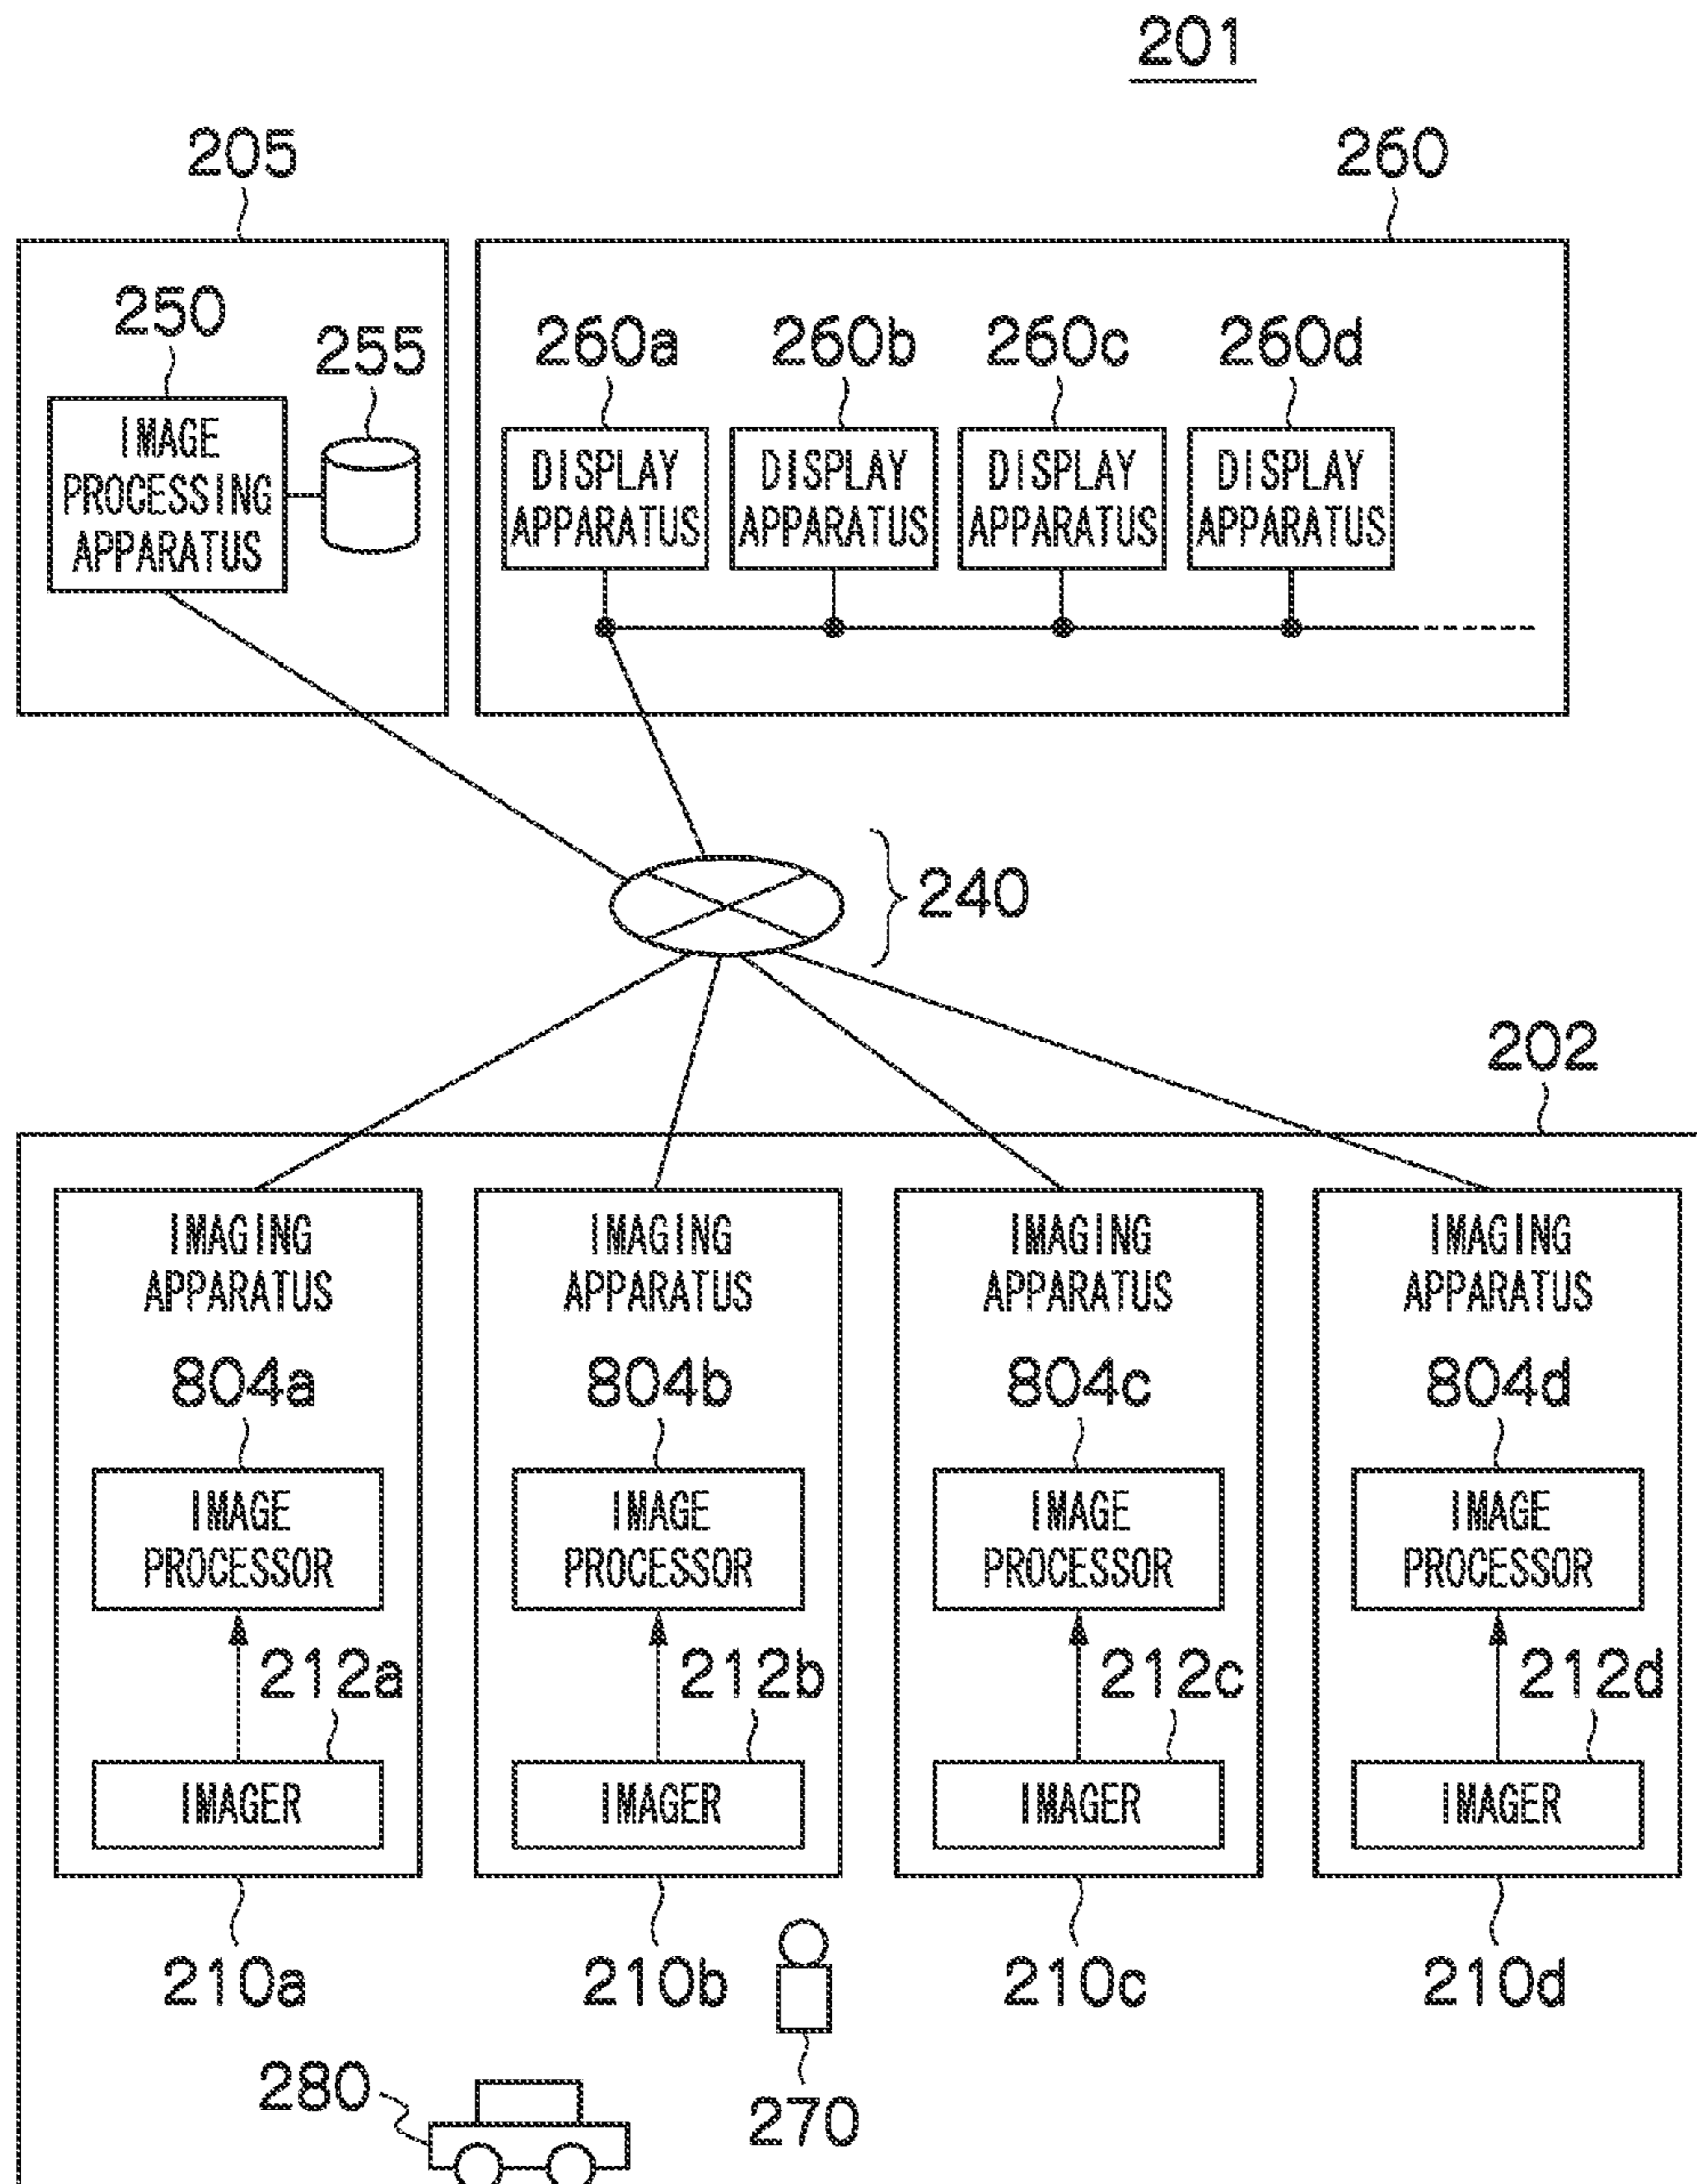 201
205
260
250
255
260a
260b
260c
260d
IMAGE
PROCESSING
APPARATUS
DISPLAY
APPARATUS
DISPLAY
APPARATUS
DISPLAY
APPARATUS
DISPLAY
APPARATUS
240
202
IMAGING
APPARATUS
804a
IMAGE
PROCESSOR
212a
IMAGER
210a
IMAGING
APPARATUS
804b
IMAGE
PROCESSOR
212b
IMAGER
210b
IMAGING
APPARATUS
804c
IMAGE
PROCESSOR
212c
IMAGER
210c
IMAGING
APPARATUS
804d
IMAGE
PROCESSOR
212d
IMAGER
210d
280
270